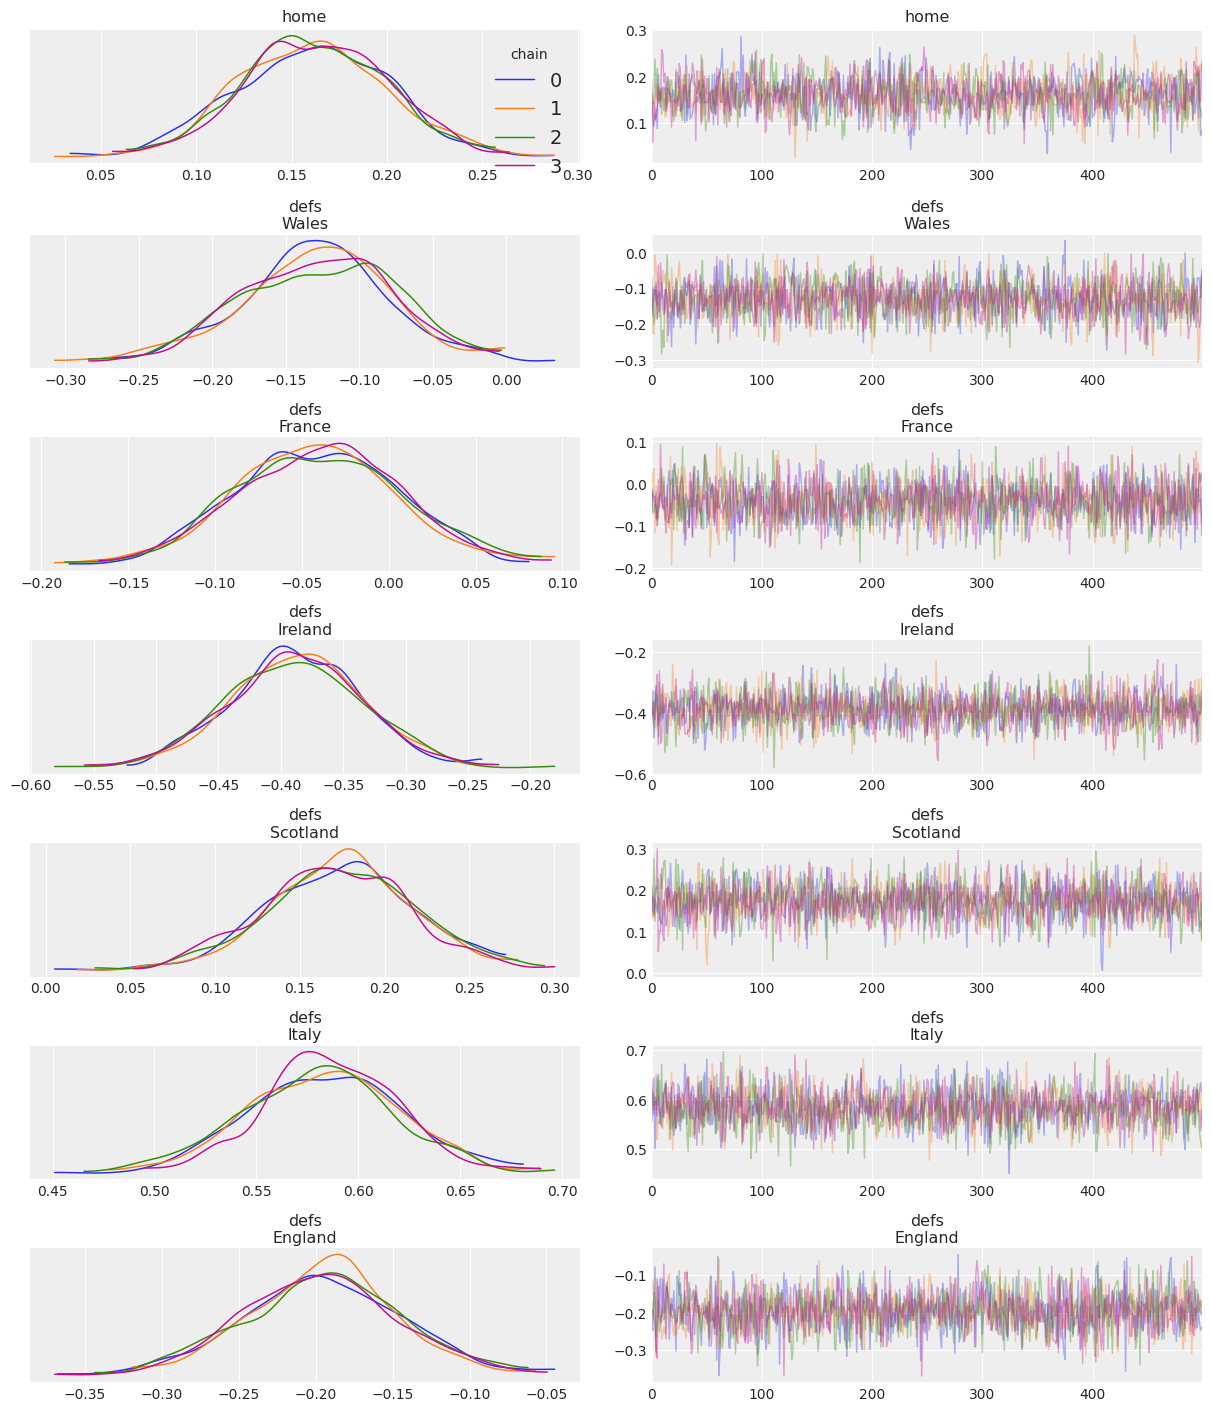 home
chain
0
1
2
3
0.05 0.10 0.15 0.20 0.25 0.30
home
0.3
0.2
0.1
0 100 200 300 400
defs
Wales
−0.30 −0.25 −0.20 −0.15 −0.10 −0.05 0.00
defs
Wales
0.0
−0.1
−0.2
−0.3
0 100 200 300 400
defs
France
−0.20 −0.15 −0.10 −0.05 0.00 0.05 0.10
defs
France
0.1
0.0
−0.1
−0.2
0 100 200 300 400
defs
Ireland
−0.60 −0.55 −0.50 −0.45 −0.40 −0.35 −0.30 −0.25 −0.20
defs
Ireland
−0.2
−0.4
−0.6
0 100 200 300 400
defs
Scotland
0.00 0.05 0.10 0.15 0.20 0.25 0.30
defs
Scotland
0.3
0.2
0.1
0.0
0 100 200 300 400
defs
Italy
0.45 0.50 0.55 0.60 0.65 0.70
defs
Italy
0.7
0.6
0.5
0 100 200 300 400
defs
England
−0.35 −0.30 −0.25 −0.20 −0.15 −0.10 −0.05
defs
England
−0.1
−0.2
−0.3
0 100 200 300 400